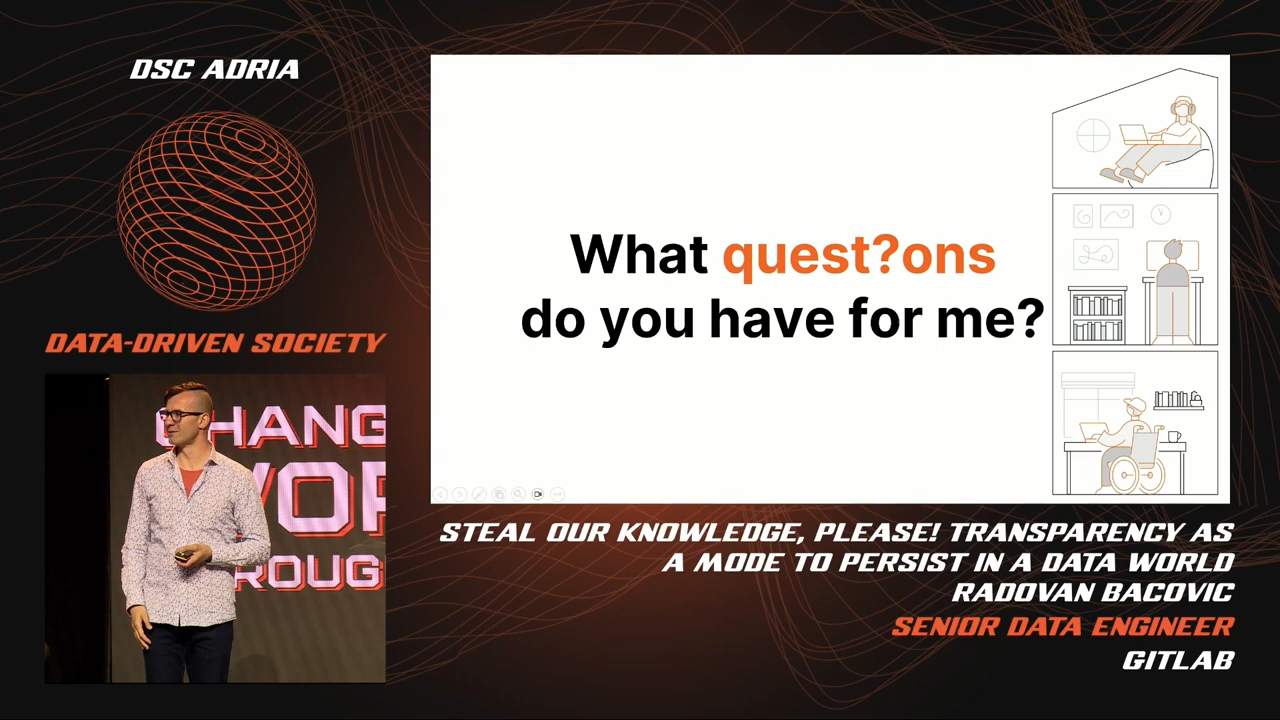 DSC ADRIA
DATA-DRIVEN SOCIETY
What quest?ons
do you have for me?
STEAL OUR KNOWLEDGE, PLEASE! TRANSPARENCY AS
A MODE TO PERSIST IN A DATA WORLD
RADOVAN BACOVIC
SENIOR DATA ENGINEER
GITLAB